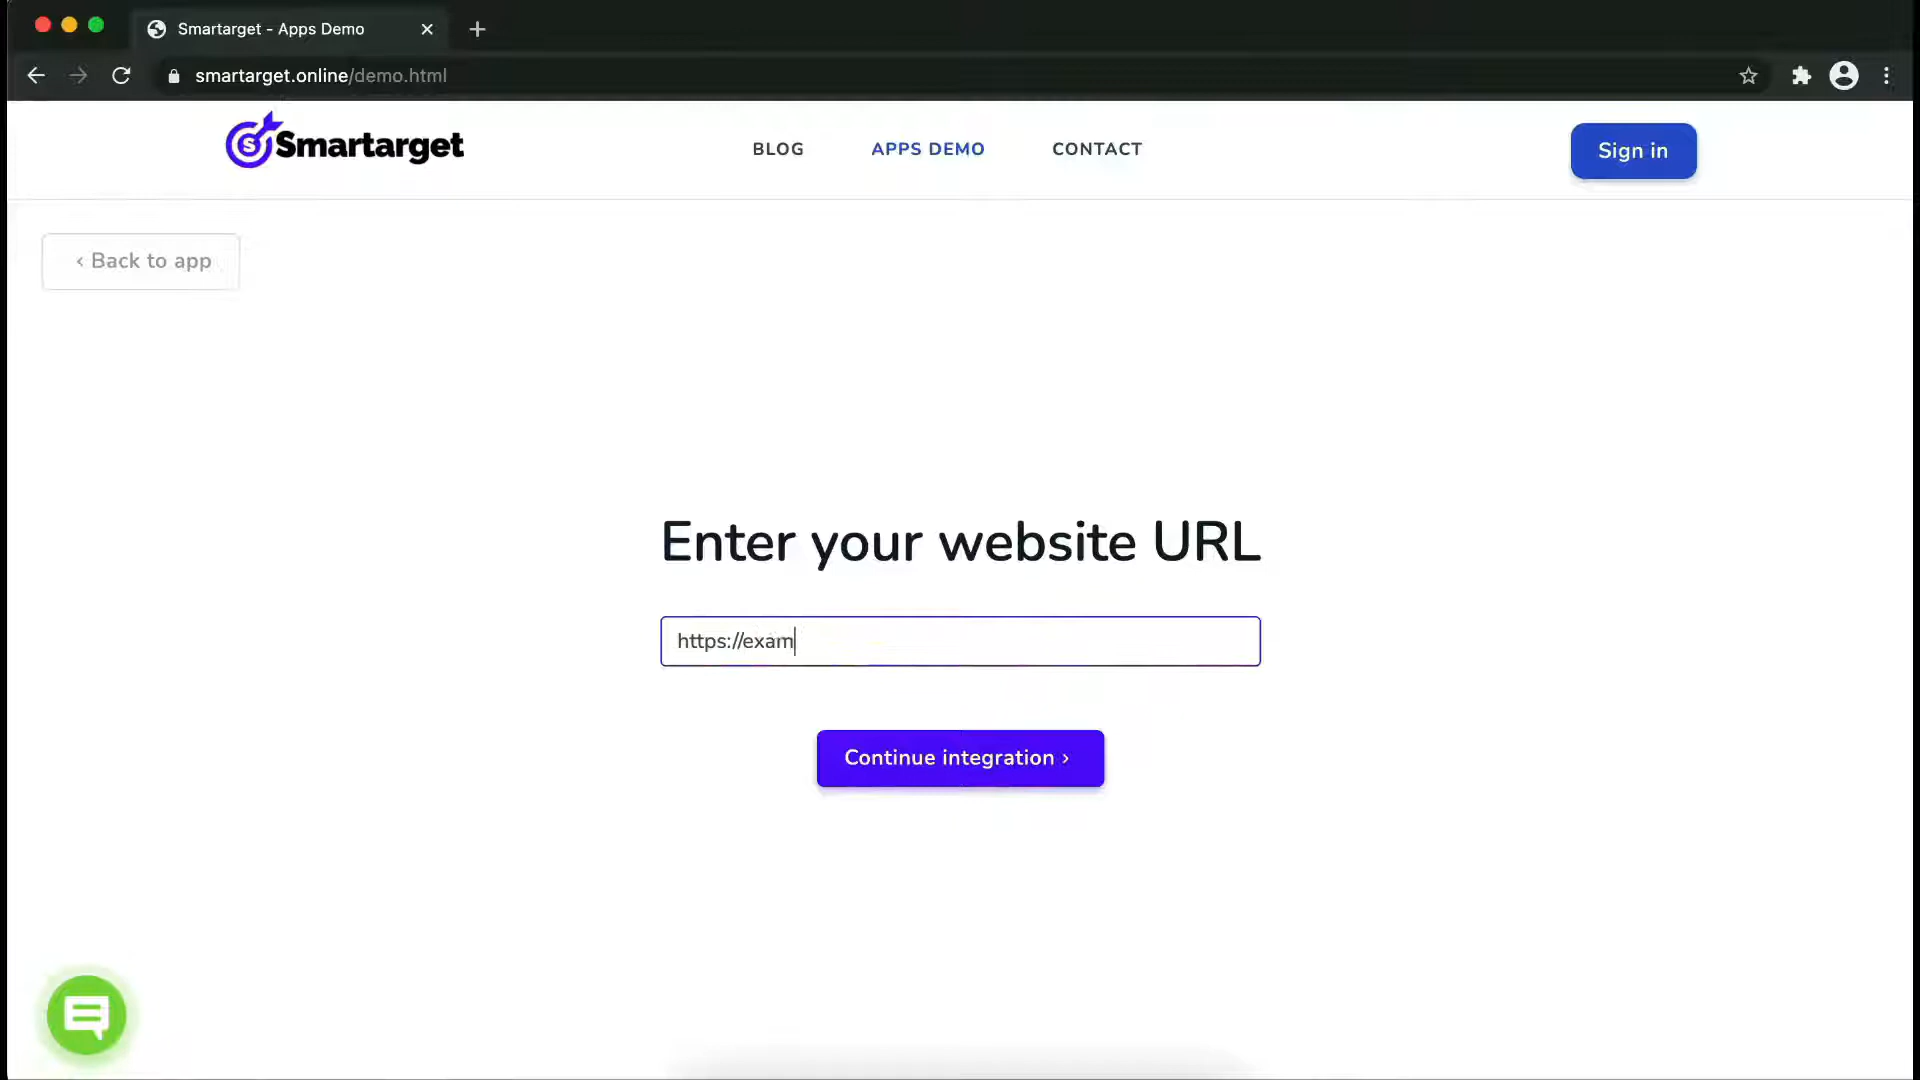 Smartarget - Apps Demo
smartarget.online/demo.html
Smartarget
BLOG
APPS DEMO
CONTACT
Sign in
‹ Back to app
Enter your website URL
https://exam
Continue integration ›